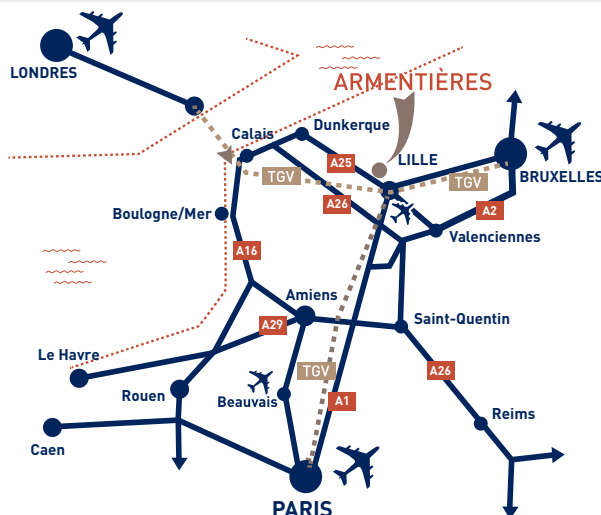 LONDRES
ARMENTIÈRES
Calais
Dunkerque
A25
LILLE
TGV
TGV
BRUXELLES
A26
A2
Boulogne/Mer
Valenciennes
A16
Amiens
A29
Saint-Quentin
Le Havre
TGV
A26
Rouen
Beauvais
A1
Reims
Caen
PARIS